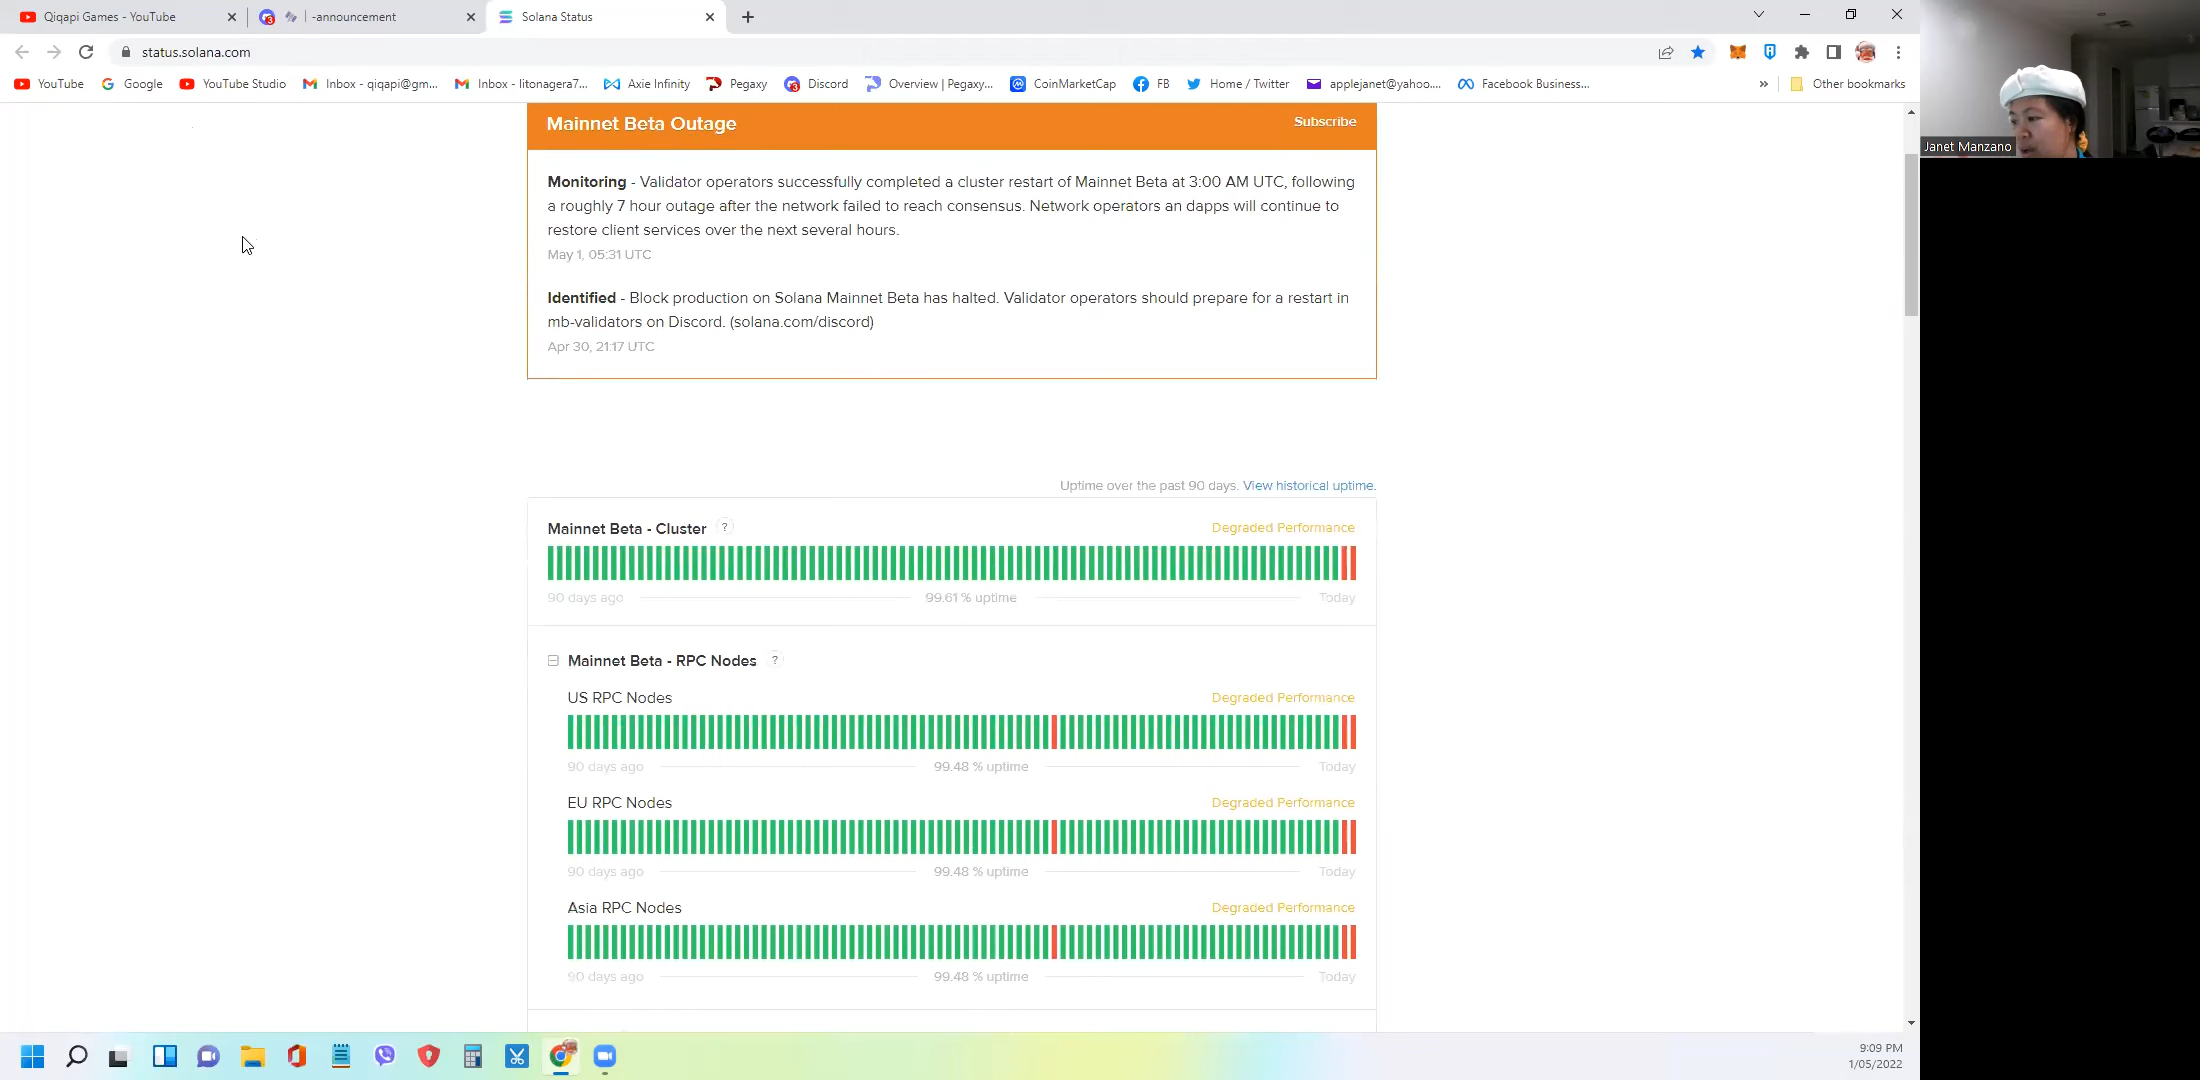 Qiqapi Games - YouTube
-announcement
Solana Status
status.solana.com
YouTube
Google
YouTube Studio
Inbox - qiqapi@gm...
Inbox - litonagera7...
Axie Infinity
Pegaxy
Discord
Overview | Pegaxy...
CoinMarketCap
FB
Home / Twitter
applejanet@yahoo....
Facebook Business...
»
Other bookmarks
Janet Manzano
Mainnet Beta Outage
Subscribe
Monitoring - Validator operators successfully completed a cluster restart of Mainnet Beta at 3:00 AM UTC, following
a roughly 7 hour outage after the network failed to reach consensus. Network operators an dapps will continue to
restore client services over the next several hours.
May 1, 05:31 UTC
Identified - Block production on Solana Mainnet Beta has halted. Validator operators should prepare for a restart in
mb-validators on Discord. (solana.com/discord)
Apr 30, 21:17 UTC
Uptime over the past 90 days. View historical uptime.
Mainnet Beta - Cluster ?
Degraded Performance
90 days ago
99.61 % uptime
Today
Mainnet Beta - RPC Nodes ?
US RPC Nodes
Degraded Performance
90 days ago
99.48 % uptime
Today
EU RPC Nodes
Degraded Performance
90 days ago
99.48 % uptime
Today
Asia RPC Nodes
Degraded Performance
90 days ago
99.48 % uptime
Today
9:09 PM
1/05/2022